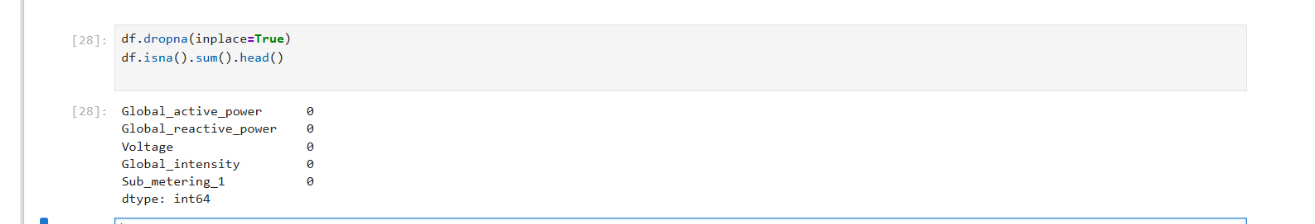 [28]: df.dropna(inplace=True)
df.isna().sum().head()
[28]: Global_active_power 0
Global_reactive_power 0
Voltage 0
Global_intensity 0
Sub_metering_1 0
dtype: int64